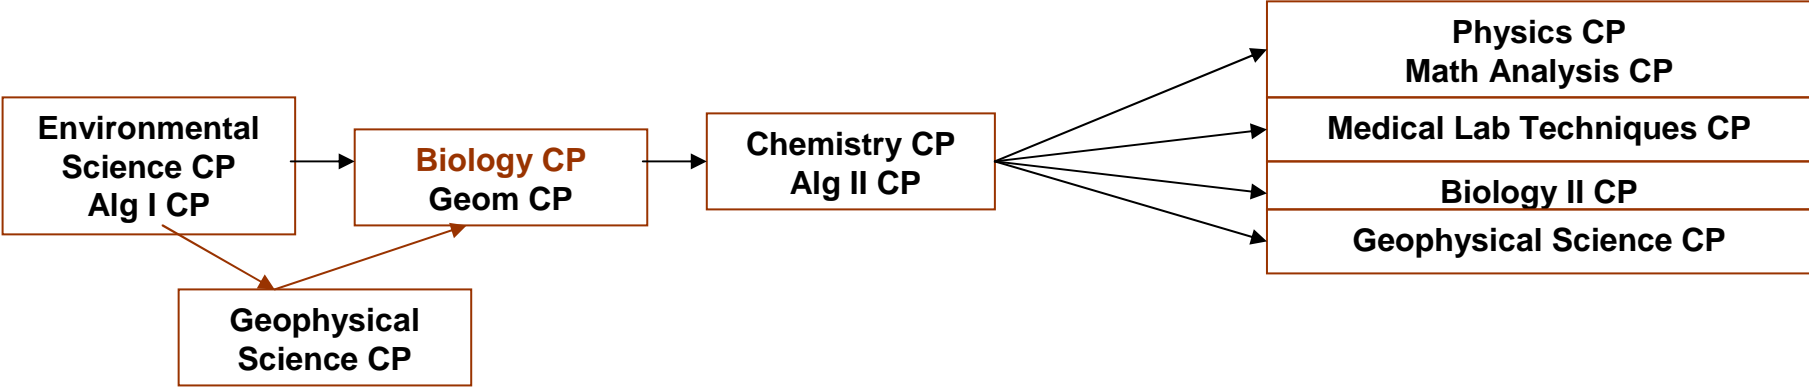 Environmental
Science CP
Alg I CP
Biology CP
Geom CP
Geophysical
Science CP
Chemistry CP
Alg II CP
Physics CP
Math Analysis CP
Medical Lab Techniques CP
Biology II CP
Geophysical Science CP